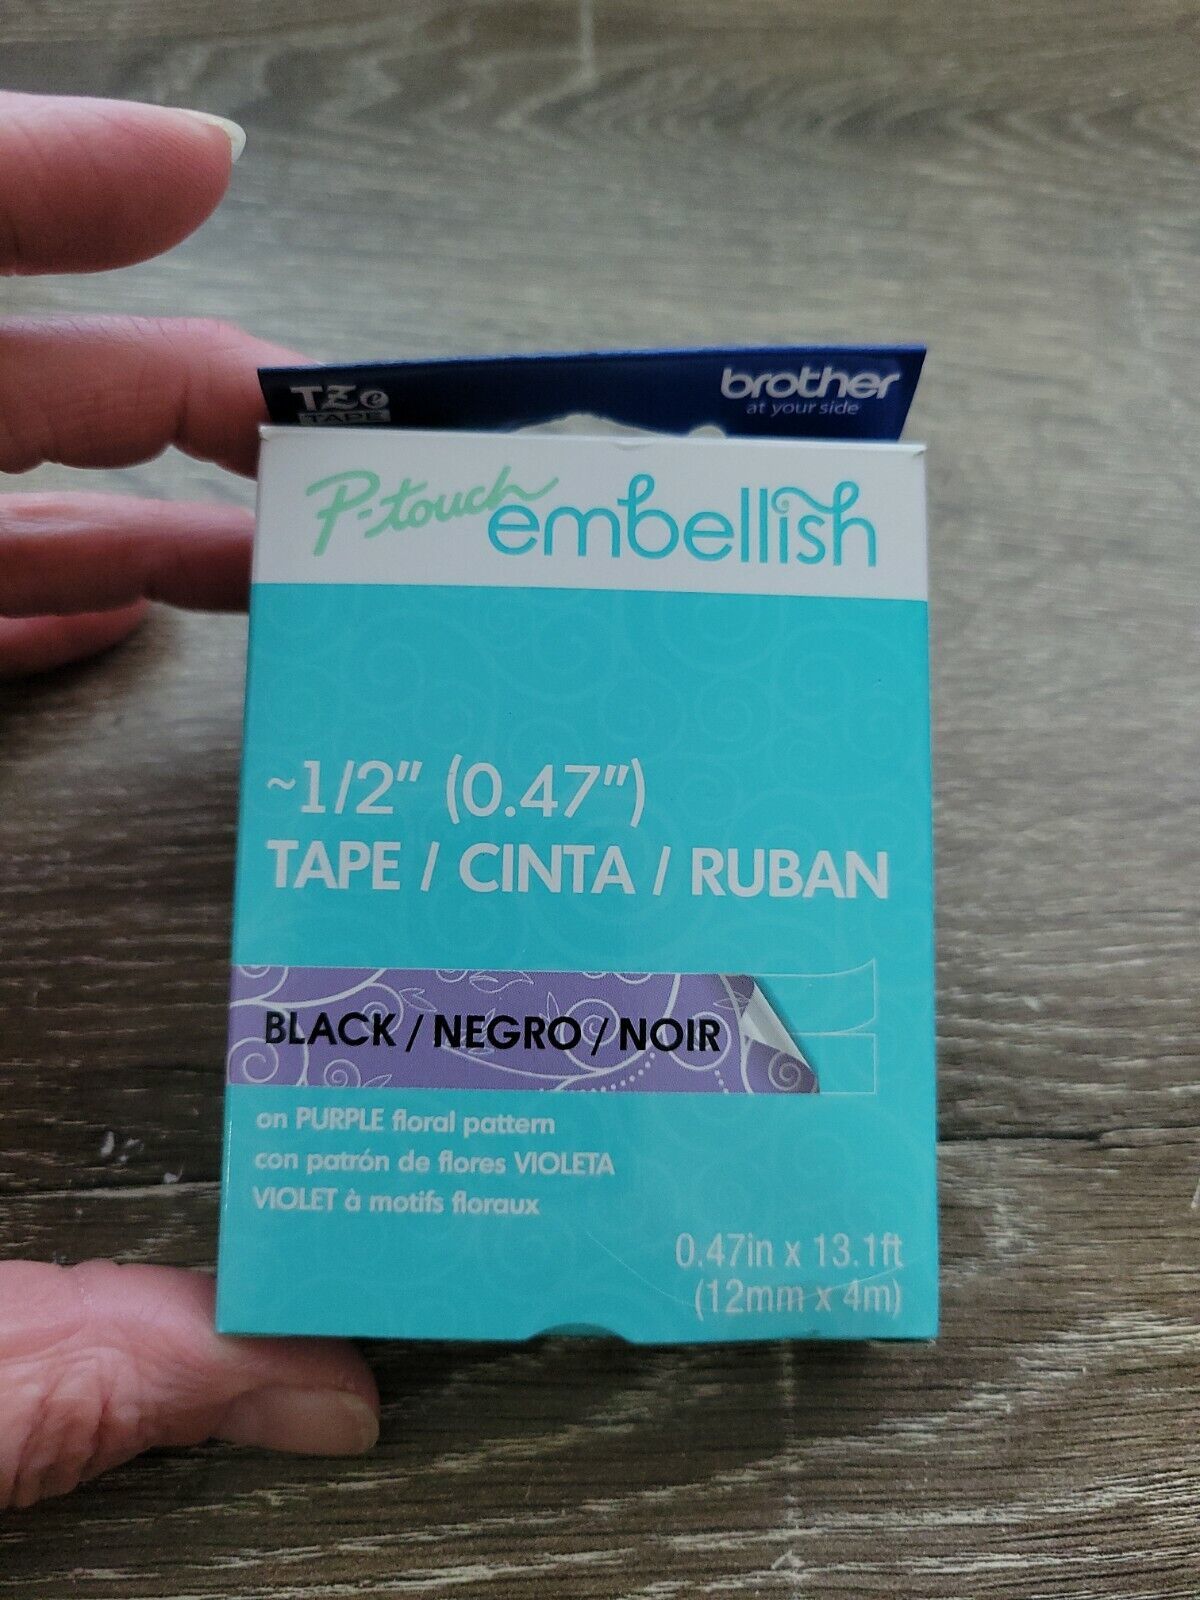 TZe
TAPE
brother
at your side
P-touch embellish
~1/2" (0.47")
TAPE / CINTA / RUBAN
BLACK / NEGRO / NOIR
on PURPLE floral pattern
con patrón de flores VIOLETA
VIOLET à motifs floraux
0.47in x 13.1ft
(12mm x 4m)